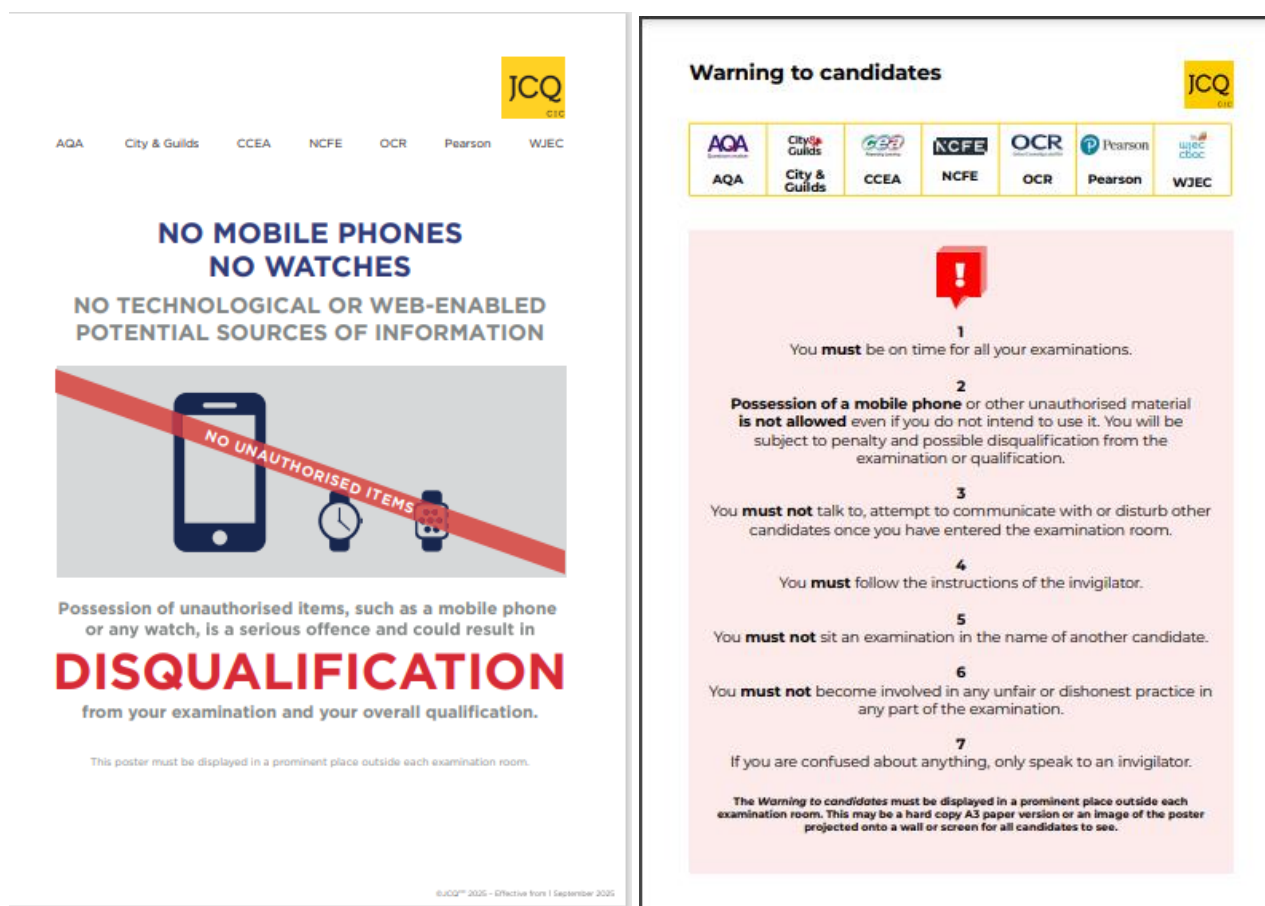 JCQ
CIC
AQA City & Guilds CCEA NCFE OCR Pearson WJEC
NO MOBILE PHONES
NO WATCHES
NO TECHNOLOGICAL OR WEB-ENABLED
POTENTIAL SOURCES OF INFORMATION
NO UNAUTHORISED ITEMS
Possession of unauthorised items, such as a mobile phone
or any watch, is a serious offence and could result in
DISQUALIFICATION
from your examination and your overall qualification.
This poster must be displayed in a prominent place outside each examination room.
©JCQ 2025 – Effective from 1 September 2025
Warning to candidates
JCQ
CIC
AQA City & Guilds cea NCFE OCR Pearson wjec cbac
AQA City & Guilds CCEA NCFE OCR Pearson WJEC
!
1
You must be on time for all your examinations.
2
Possession of a mobile phone or other unauthorised material
is not allowed even if you do not intend to use it. You will be
subject to penalty and possible disqualification from the
examination or qualification.
3
You must not talk to, attempt to communicate with or disturb other
candidates once you have entered the examination room.
4
You must follow the instructions of the invigilator.
5
You must not sit an examination in the name of another candidate.
6
You must not become involved in any unfair or dishonest practice in
any part of the examination.
7
If you are confused about anything, only speak to an invigilator.
The Warning to candidates must be displayed in a prominent place outside each
examination room. This may be a hard copy A3 paper version or an image of the poster
projected onto a wall or screen for all candidates to see.